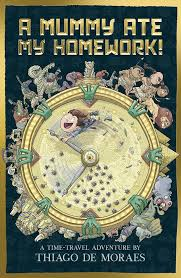 A MUMMY ATE
MY HOMEWORK!
A TIME-TRAVEL ADVENTURE BY
THIAGO DE MORAES